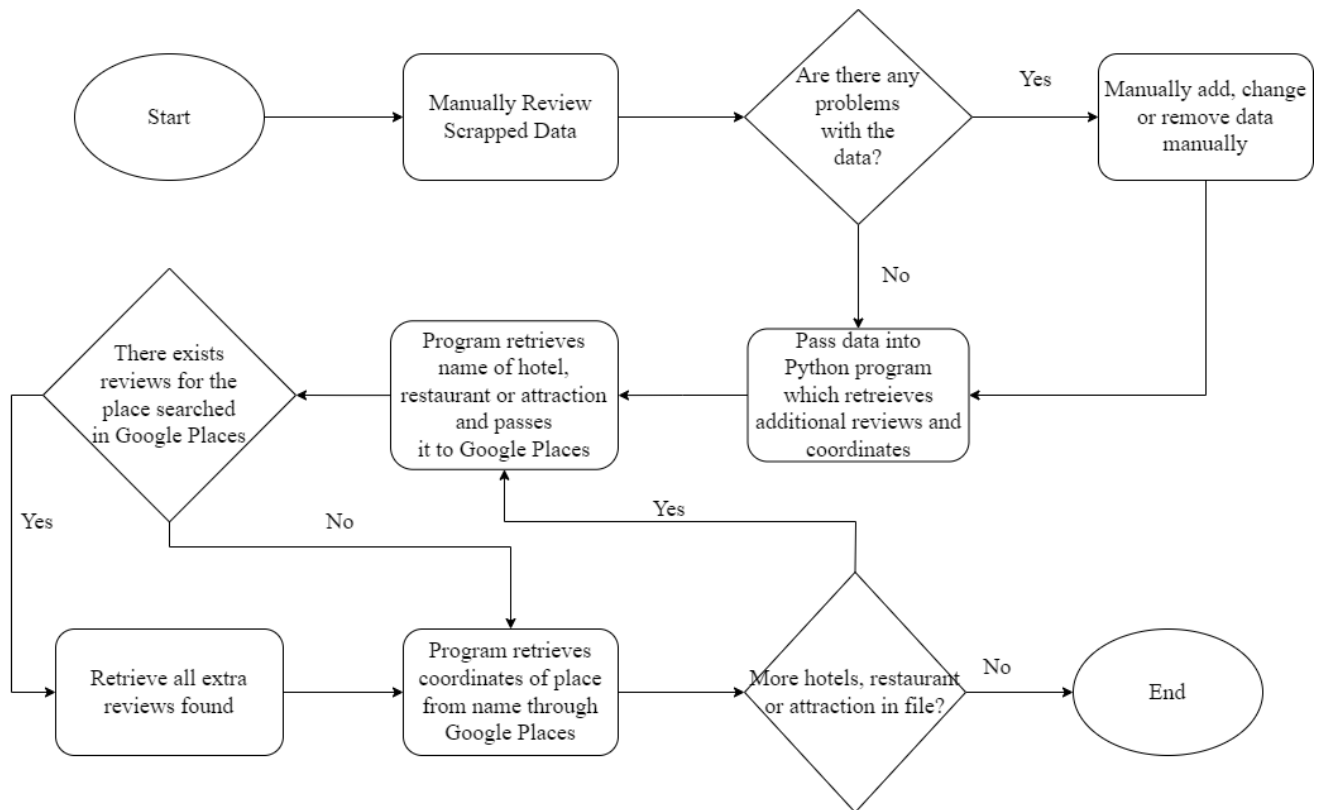 Start
Manually Review
Scrapped Data
Are there any
problems
with the
data?
Yes
Manually add, change
or remove data
manually
No
There exists
reviews for the
place searched
in Google Places
Program retrieves
name of hotel,
restaurant or attraction
and passes
it to Google Places
Pass data into
Python program
which retreieves
additional reviews and
coordinates
Yes
No
Yes
Retrieve all extra
reviews found
Program retrieves
coordinates of place
from name through
Google Places
More hotels, restaurant
or attraction in file?
No
End